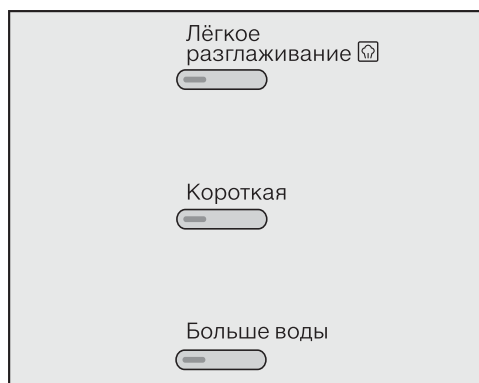 Лёгкое
разглаживание
Короткая
Больше воды